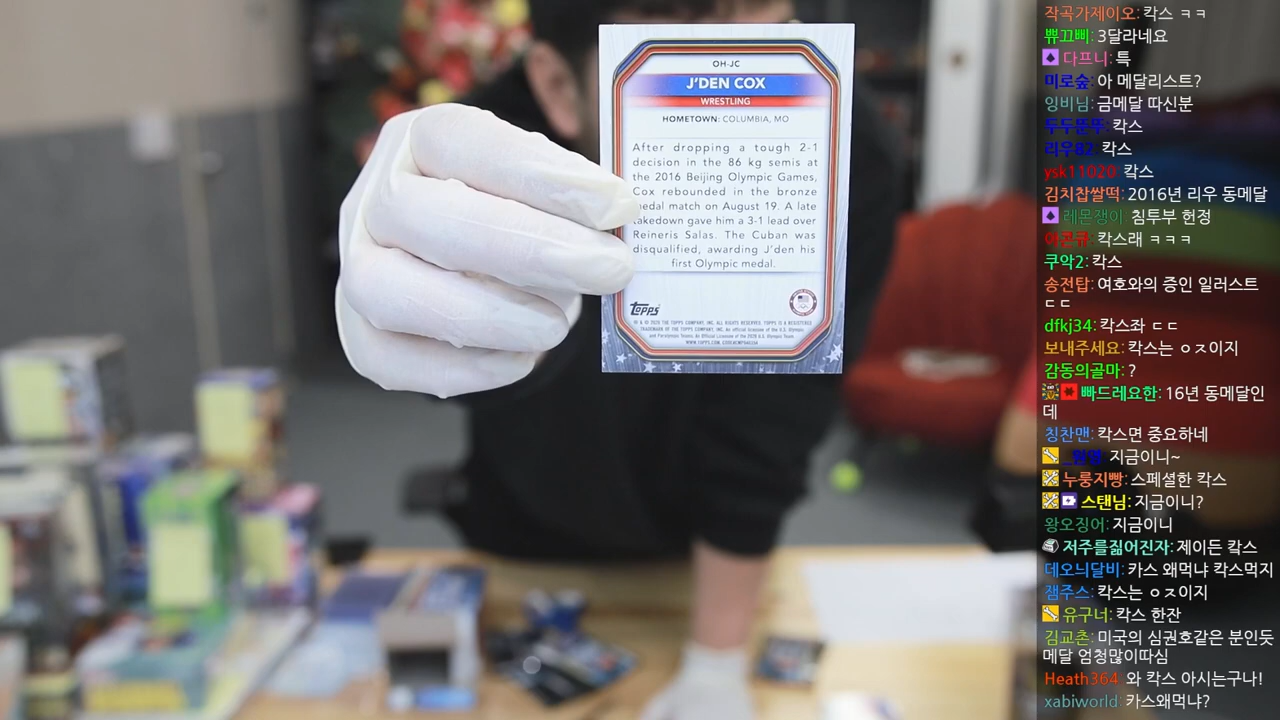 OH-JC
J'DEN COX
WRESTLING
HOMETOWN: COLUMBIA, MO
After dropping a tough 2-1
decision in the 86 kg semis at
the 2016 Beijing Olympic Games,
Cox rebounded in the bronze
medal match on August 19. A late
takedown gave him a 3-1 lead over
Reineris Salas. The Cuban was
disqualified, awarding J'den his
first Olympic medal.
Topps
작곡가제이오: 칵스 ㅋㅋ
쀼끄삐: 3달라네요
다프니: 특
미로숲: 아 메달리스트?
잉비님: 금메달 따신분
두두뚠뚜: 칵스
리우82: 칵스
ysk11020: 칵스
김치찹쌀떡: 2016년 리우 동메달
레몬쟁이: 침투부 헌정
칵스래 ㅋㅋㅋ
쿠악2: 칵스
송전탑: 여호와의 증인 일러스트
ㄷㄷ
dfkj34: 칵스좌 ㄷㄷ
보내주세요: 칵스는 ㅇㅈ이지
감동의골마: ?
빠드레요한: 16년 동메달인
데
칭찬맨: 칵스면 중요하네
지금이니~
누룽지빵: 스페셜한 칵스
스탠님: 지금이니?
왕오징어: 지금이니
저주를짊어진자: 제이든 칵스
데오늬달비: 카스 왜먹냐 칵스먹지
잼주스: 칵스는 ㅇㅈ이지
유구너: 칵스 한잔
김교촌: 미국의 심권호같은 분인듯
메달 엄청많이따심
Heath364: 와 칵스 아시는구나!
xabiworld: 카스왜먹냐?